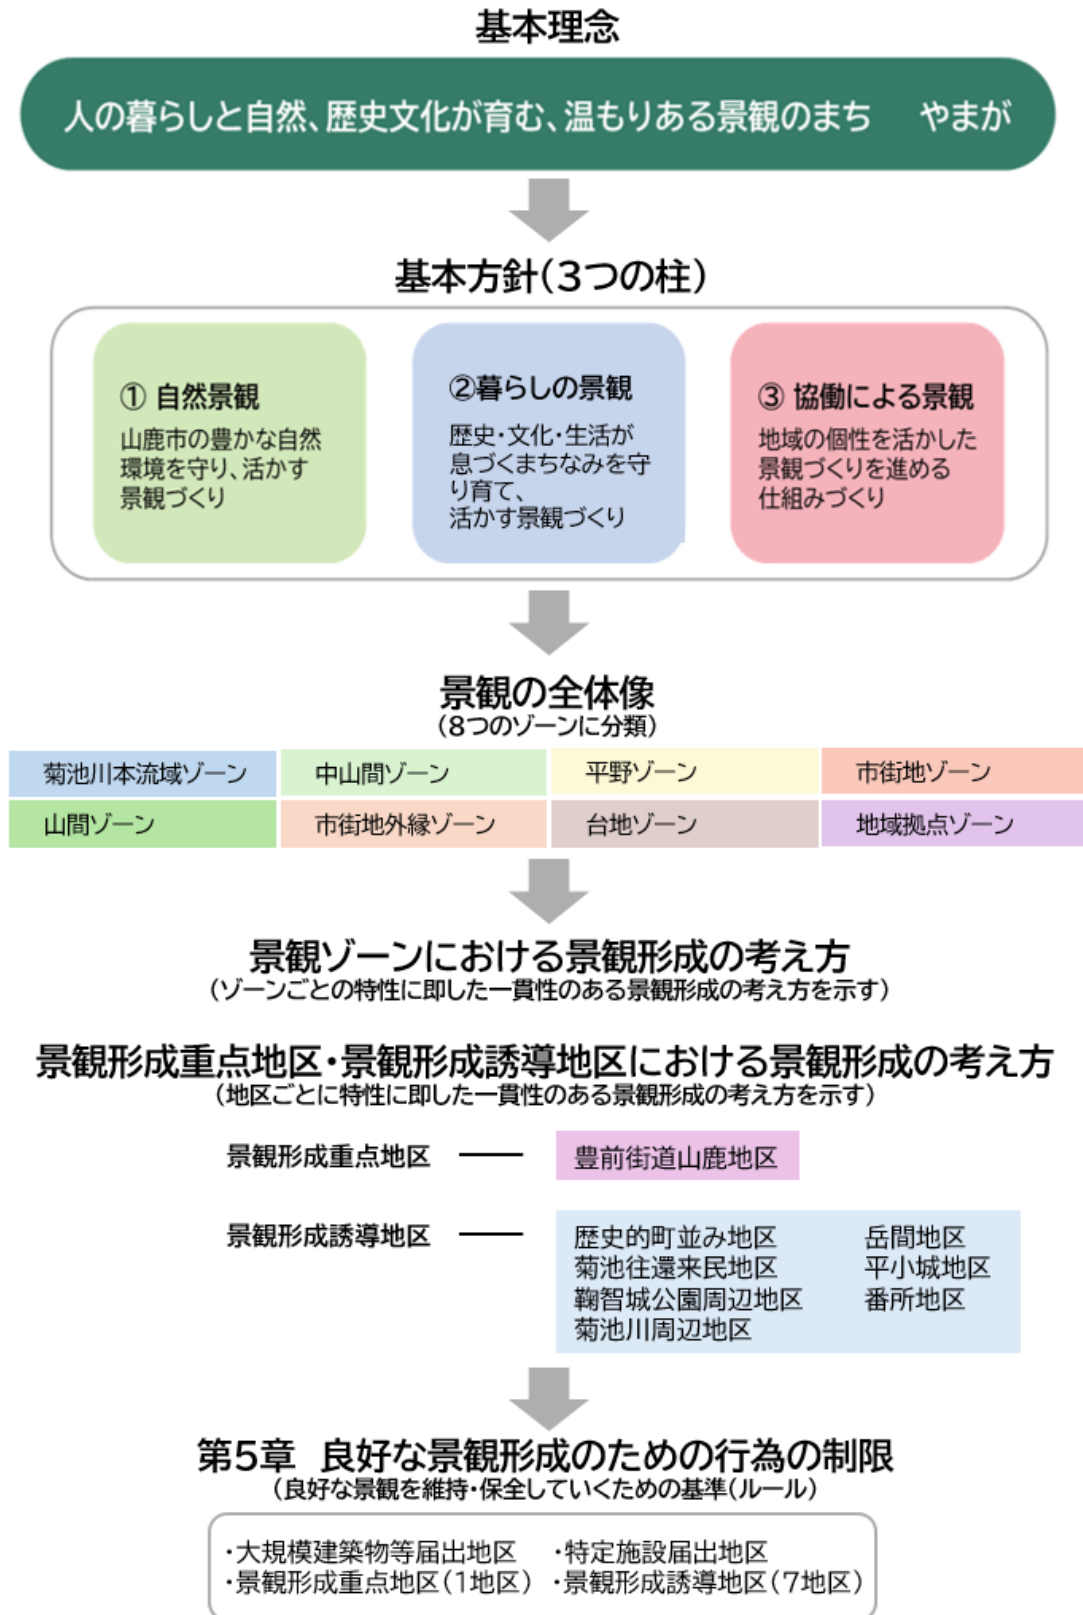 基本理念
人の暮らしと自然、歴史文化が育む、温もりある景観のまち　やまが
基本方針(3つの柱)
① 自然景観
山鹿市の豊かな自然
環境を守り、活かす
景観づくり
②暮らしの景観
歴史・文化・生活が
息づくまちなみを守
り育て、
活かす景観づくり
③ 協働による景観
地域の個性を活かした
景観づくりを進める
仕組みづくり
景観の全体像
(8つのゾーンに分類)
菊池川本流域ゾーン　中山間ゾーン　平野ゾーン　市街地ゾーン
山間ゾーン　市街地外縁ゾーン　台地ゾーン　地域拠点ゾーン
景観ゾーンにおける景観形成の考え方
(ゾーンごとの特性に即した一貫性のある景観形成の考え方を示す)
景観形成重点地区・景観形成誘導地区における景観形成の考え方
(地区ごとに特性に即した一貫性のある景観形成の考え方を示す)
景観形成重点地区　豊前街道山鹿地区
景観形成誘導地区　歴史的町並み地区　岳間地区
菊池往還来民地区　平小城地区
鞠智城公園周辺地区　番所地区
菊池川周辺地区
第5章 良好な景観形成のための行為の制限
(良好な景観を維持・保全していくための基準(ルール)
・大規模建築物等届出地区　・特定施設届出地区
・景観形成重点地区(1地区)　・景観形成誘導地区(7地区)